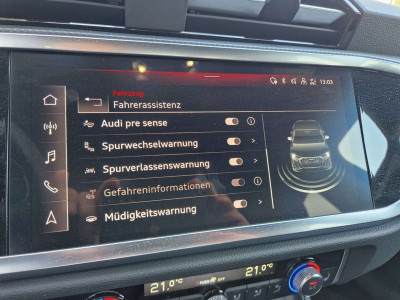 13:03
Fahrzeug
Fahrerassistenz
Audi pre sense
Spurwechselwarnung
Spurverlassenswarnung
Gefahreninformationen
Müdigkeitswarnung
21.0°C
21.0°C